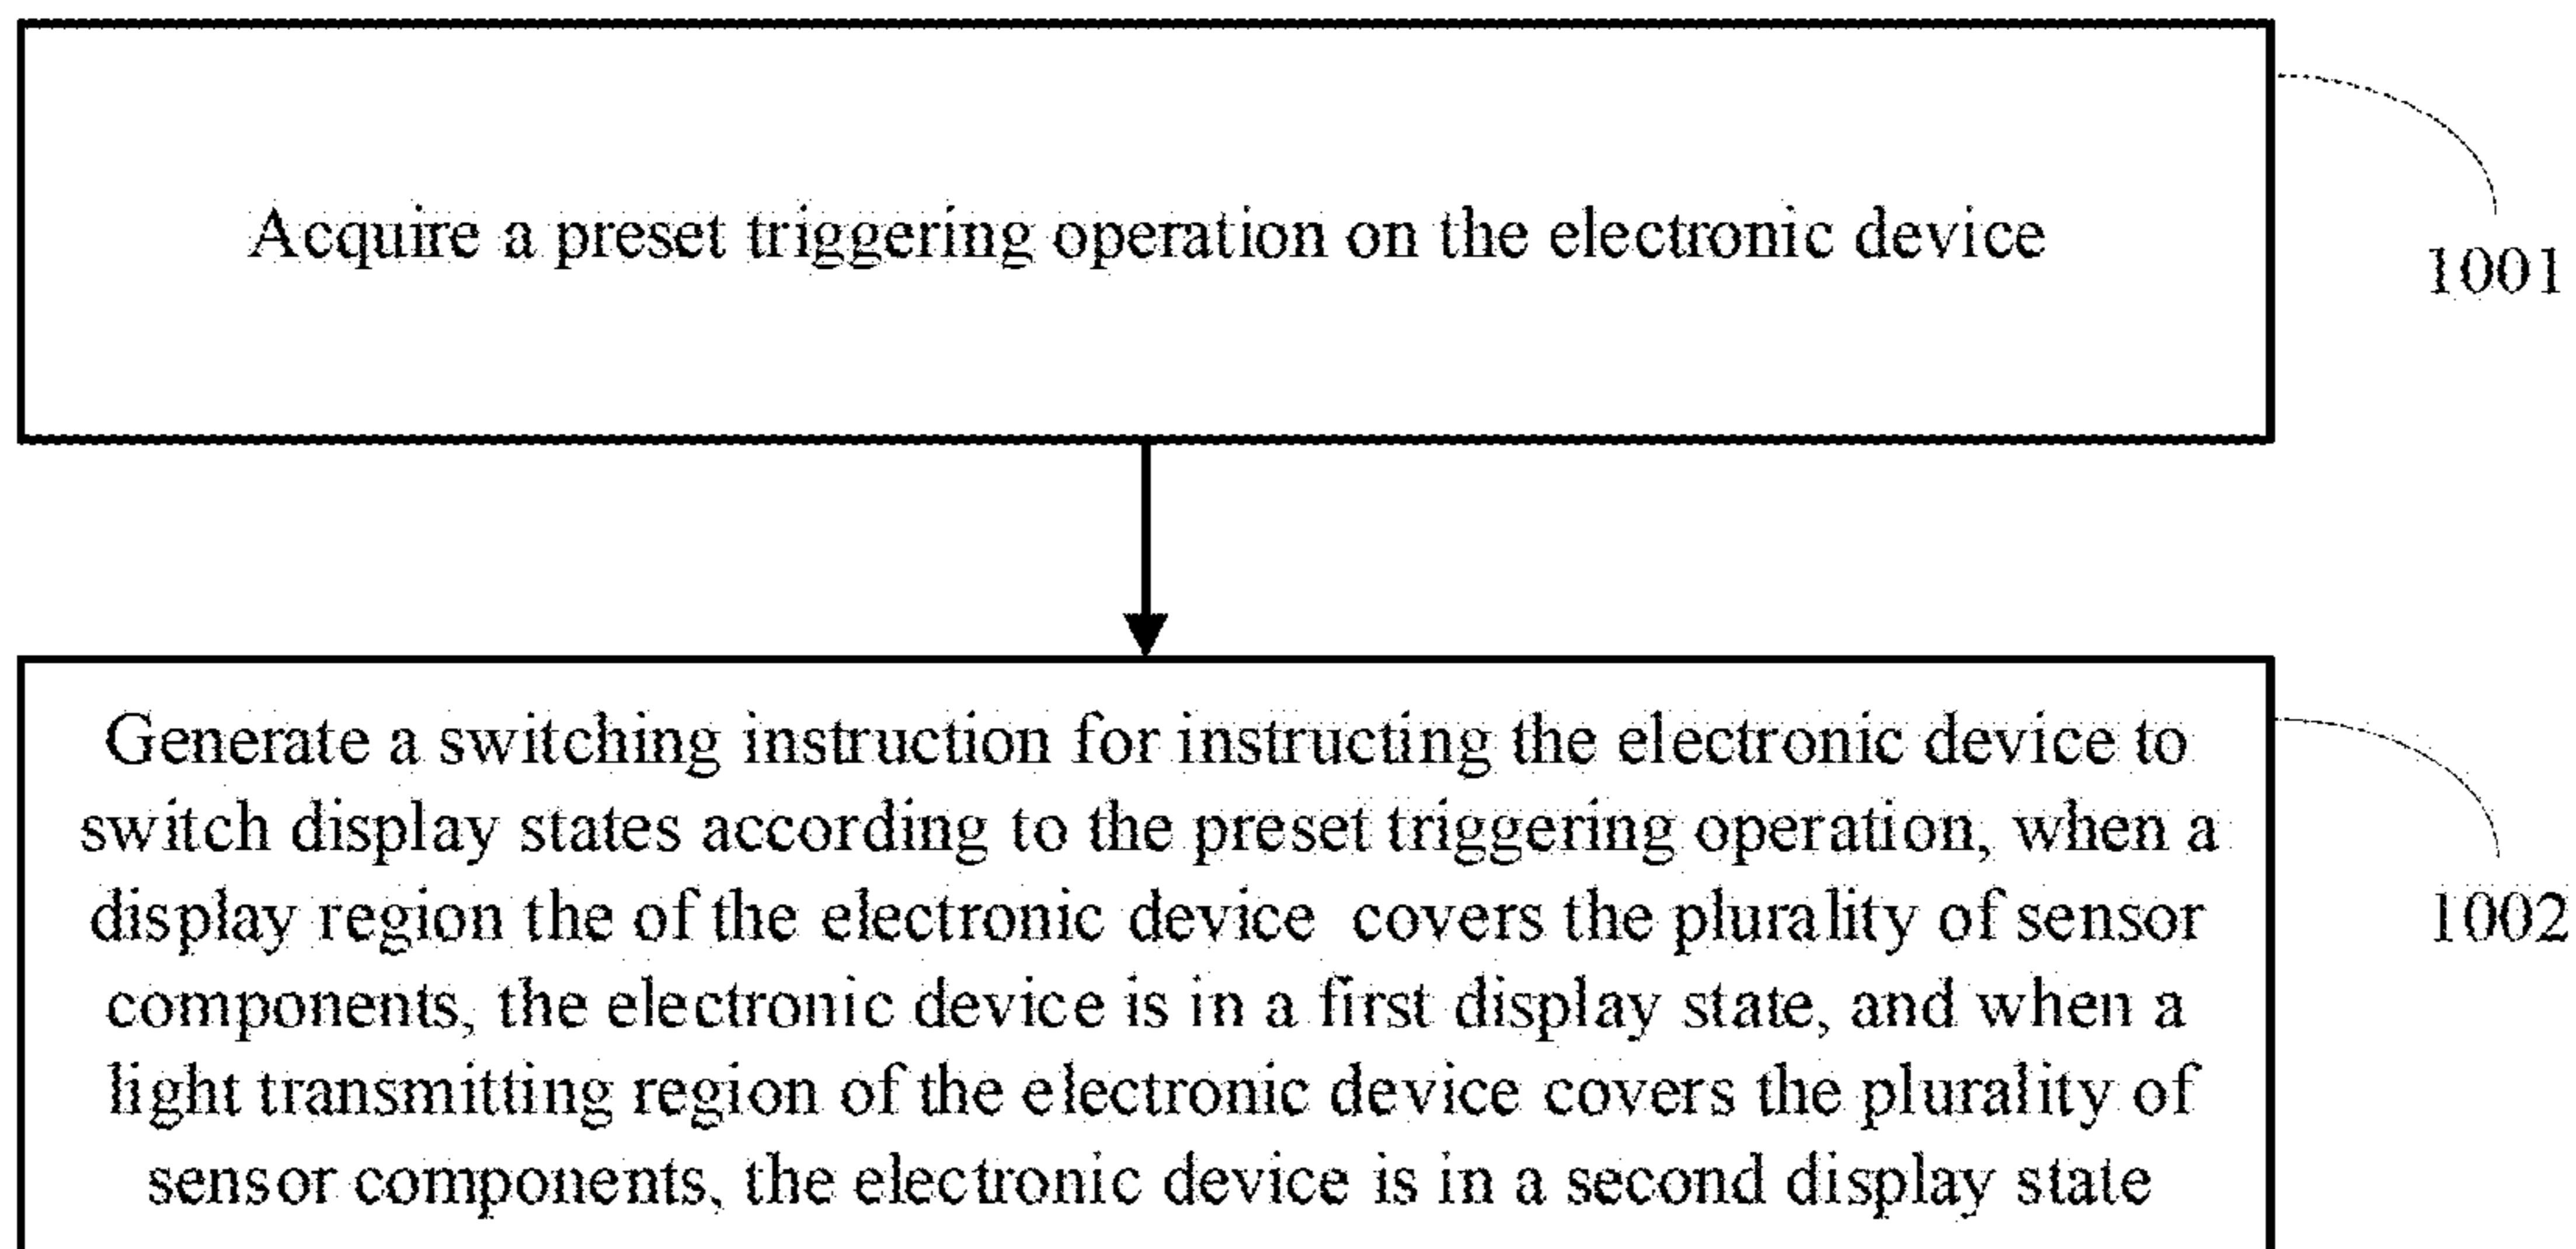 Acquire a preset triggering operation on the electronic device
1001
Generate a switching instruction for instructing the electronic device to
switch display states according to the preset triggering operation, when a
display region the of the electronic device covers the plurality of sensor
components, the electronic device is in a first display state, and when a
light transmitting region of the electronic device covers the plurality of
sensor components, the electronic device is in a second display state
1002